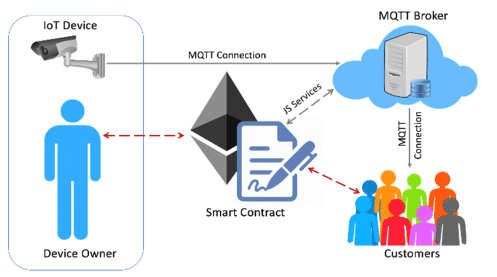 IoT Device
MQTT Broker
MQTT Connection
JS Services
MQTT
Connection
Smart Contract
Device Owner
Customers